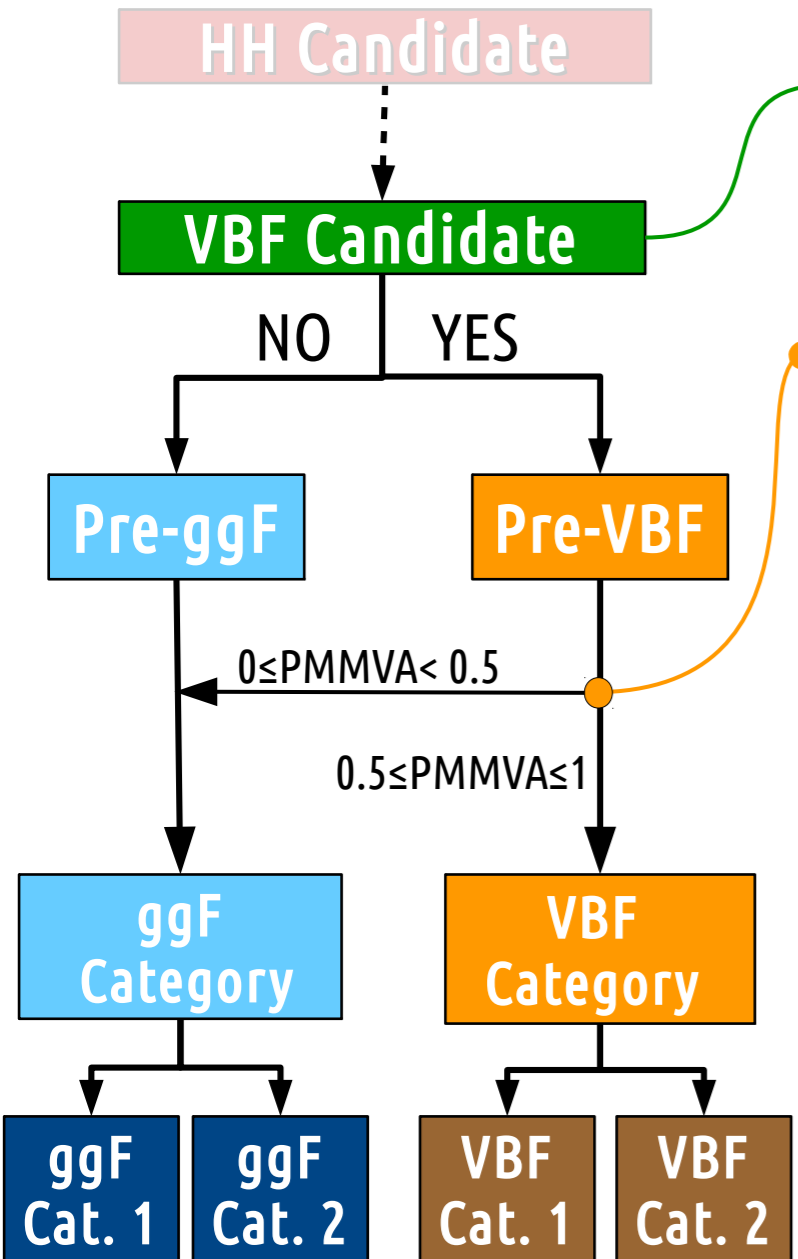 HH Candidate
VBF Candidate
NO YES
Pre-ggF Pre-VBF
0≤PMMVA< 0.5
0.5≤PMMVA≤1
ggF
Category
VBF
Category
ggF
Cat. 1
ggF
Cat. 2
VBF
Cat. 1
VBF
Cat. 2